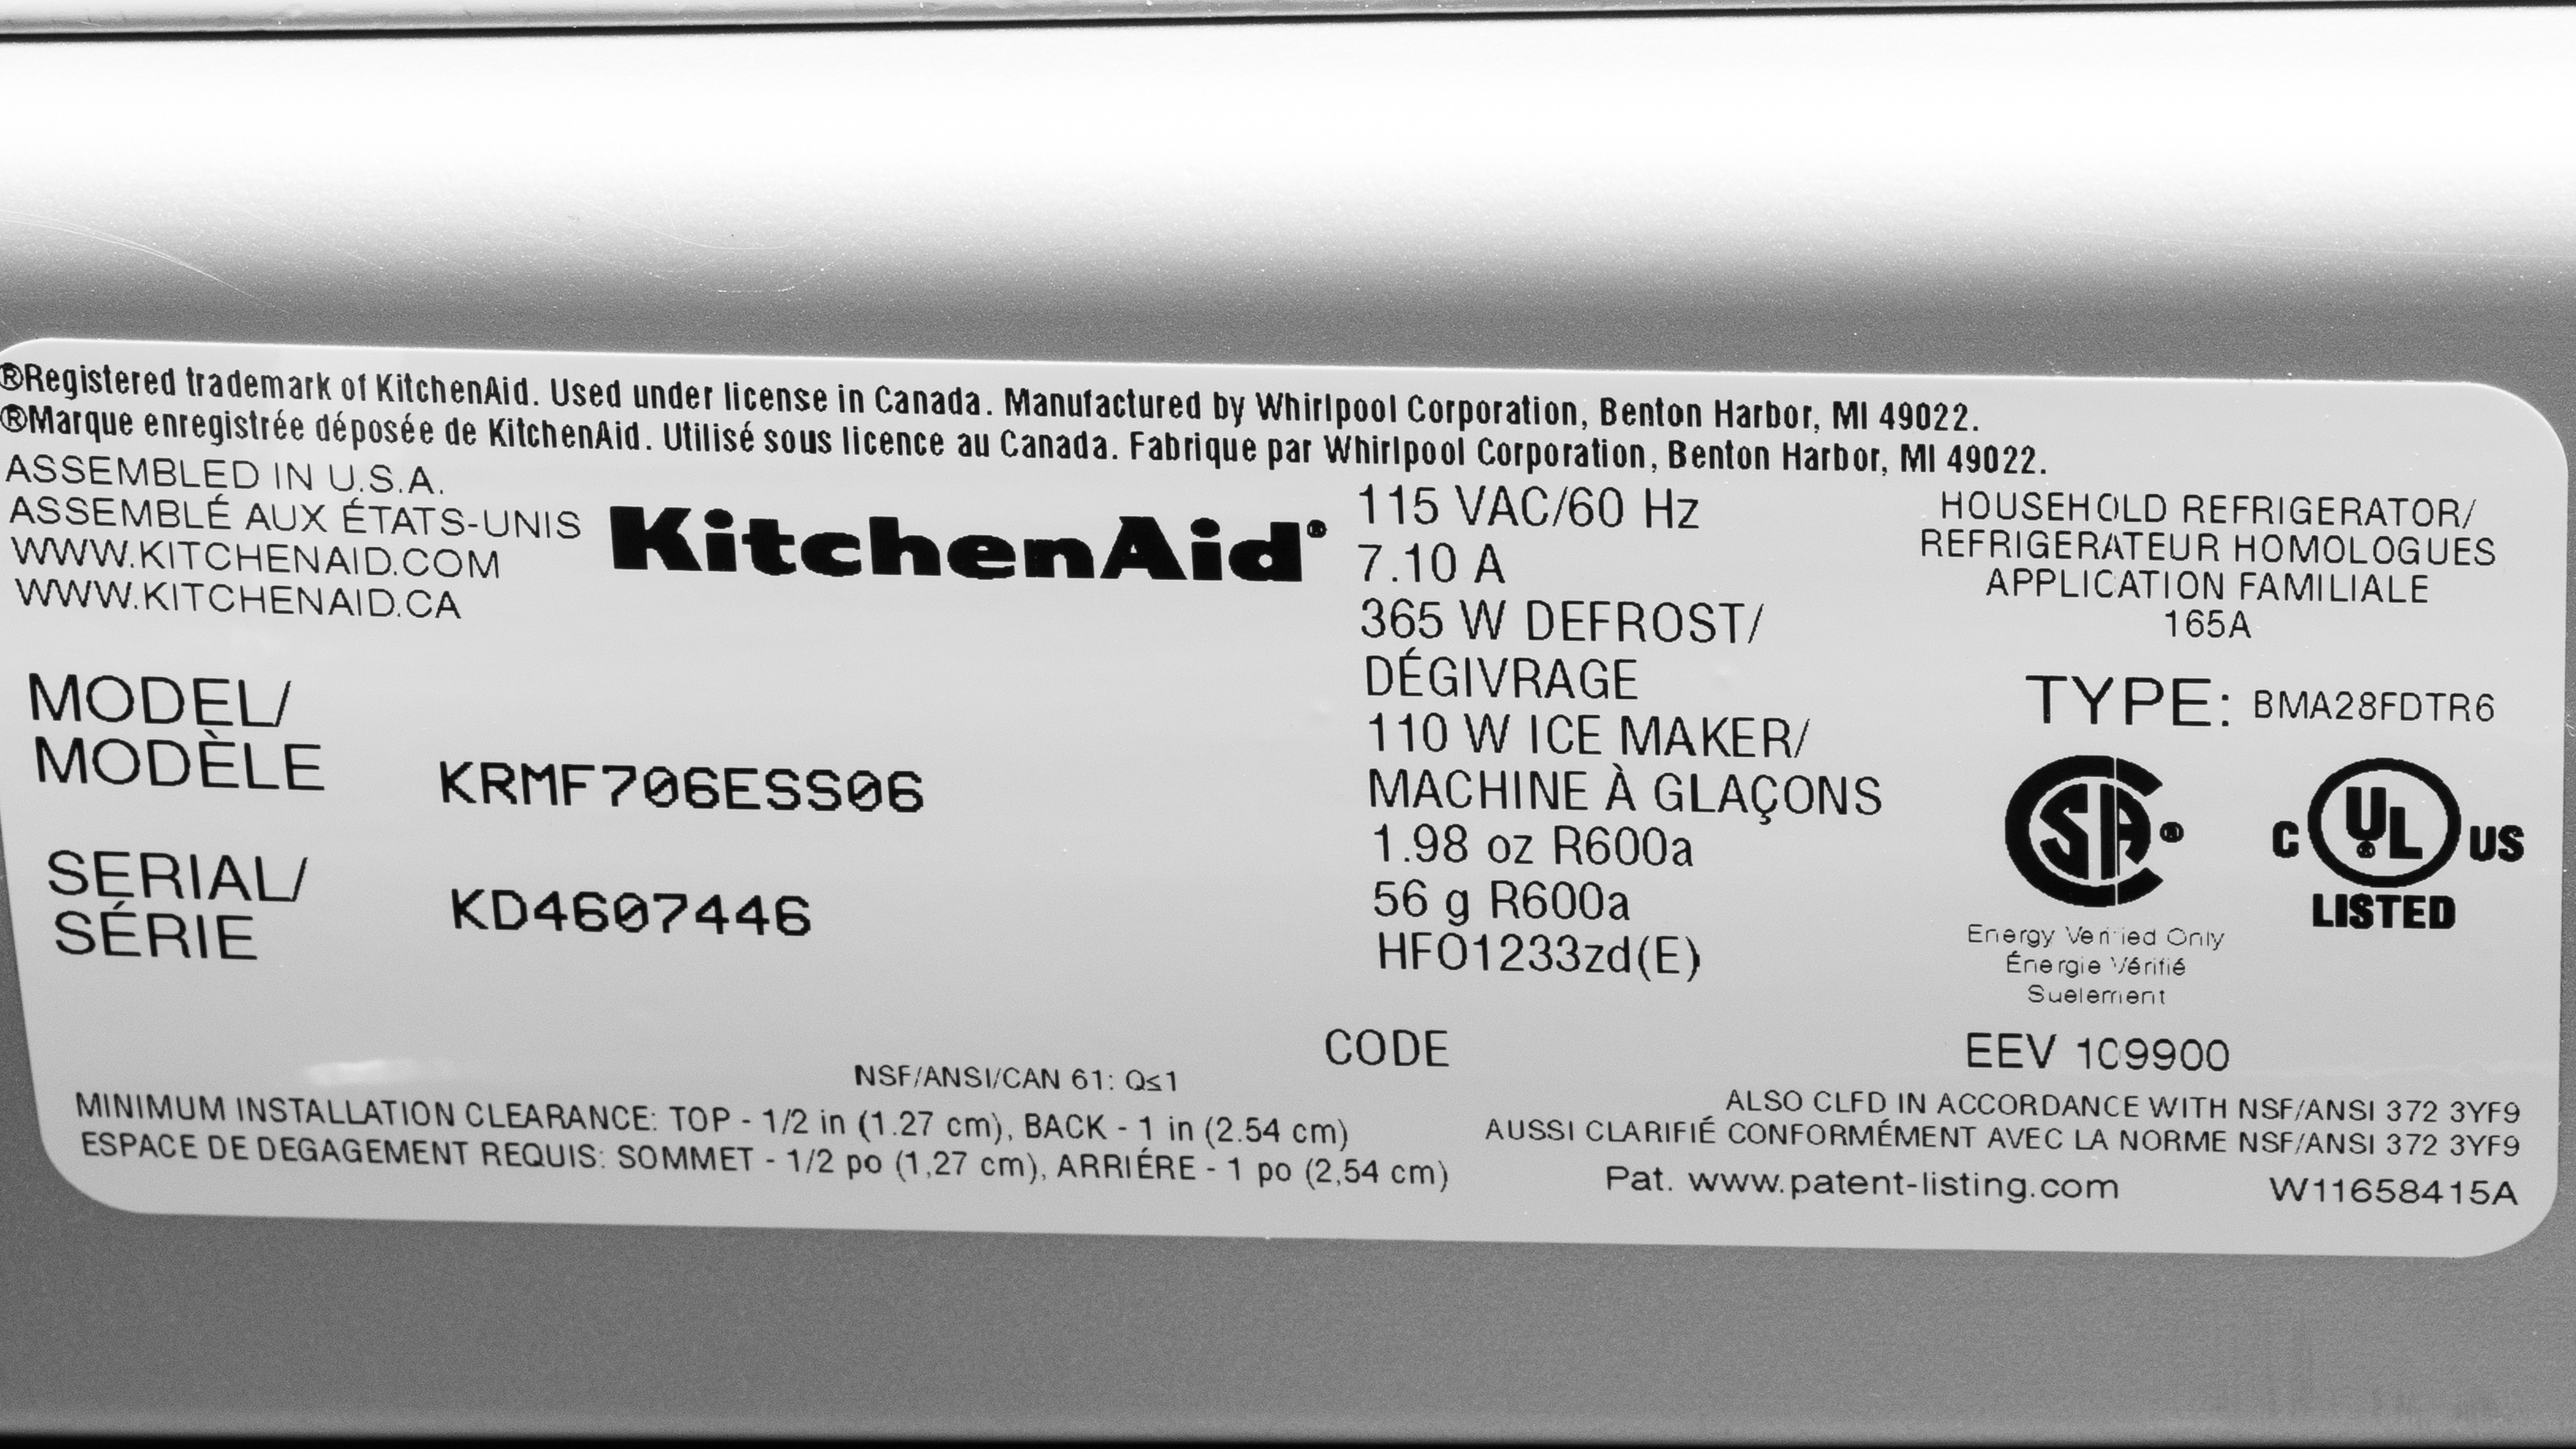 ®Registered trademark of KitchenAid. Used under license in Canada. Manufactured by Whirlpool Corporation, Benton Harbor, MI 49022.
®Marque enregistrée déposée de KitchenAid. Utilisé sous licence au Canada. Fabrique par Whirlpool Corporation, Benton Harbor, MI 49022.
ASSEMBLED IN U.S.A.
ASSEMBLÉ AUX ÉTATS-UNIS
WWW.KITCHENAID.COM
WWW.KITCHENAID.CA
KitchenAid®
MODEL/
MODÈLE
KRMF706ESS06
SERIAL/
SÉRIE
KD4607446
115 VAC/60 Hz
7.10 A
365 W DEFROST/
DÉGIVRAGE
110 W ICE MAKER/
MACHINE À GLAÇONS
1.98 oz R600a
56 g R600a
HFO1233zd(E)
HOUSEHOLD REFRIGERATOR/
REFRIGERATEUR HOMOLOGUES
APPLICATION FAMILIALE
165A
TYPE: BMA28FDTR6
CSA®
C UL® US
LISTED
Energy Verified Only
Énergie Vérifié
Suelement
CODE
EEV 109900
NSF/ANSI/CAN 61: Q≤1
MINIMUM INSTALLATION CLEARANCE: TOP - 1/2 in (1.27 cm), BACK - 1 in (2.54 cm)
ESPACE DE DEGAGEMENT REQUIS: SOMMET - 1/2 po (1,27 cm), ARRIÉRE - 1 po (2,54 cm)
ALSO CLFD IN ACCORDANCE WITH NSF/ANSI 372 3YF9
AUSSI CLARIFIÉ CONFORMÉMENT AVEC LA NORME NSF/ANSI 372 3YF9
Pat. www.patent-listing.com
W11658415A